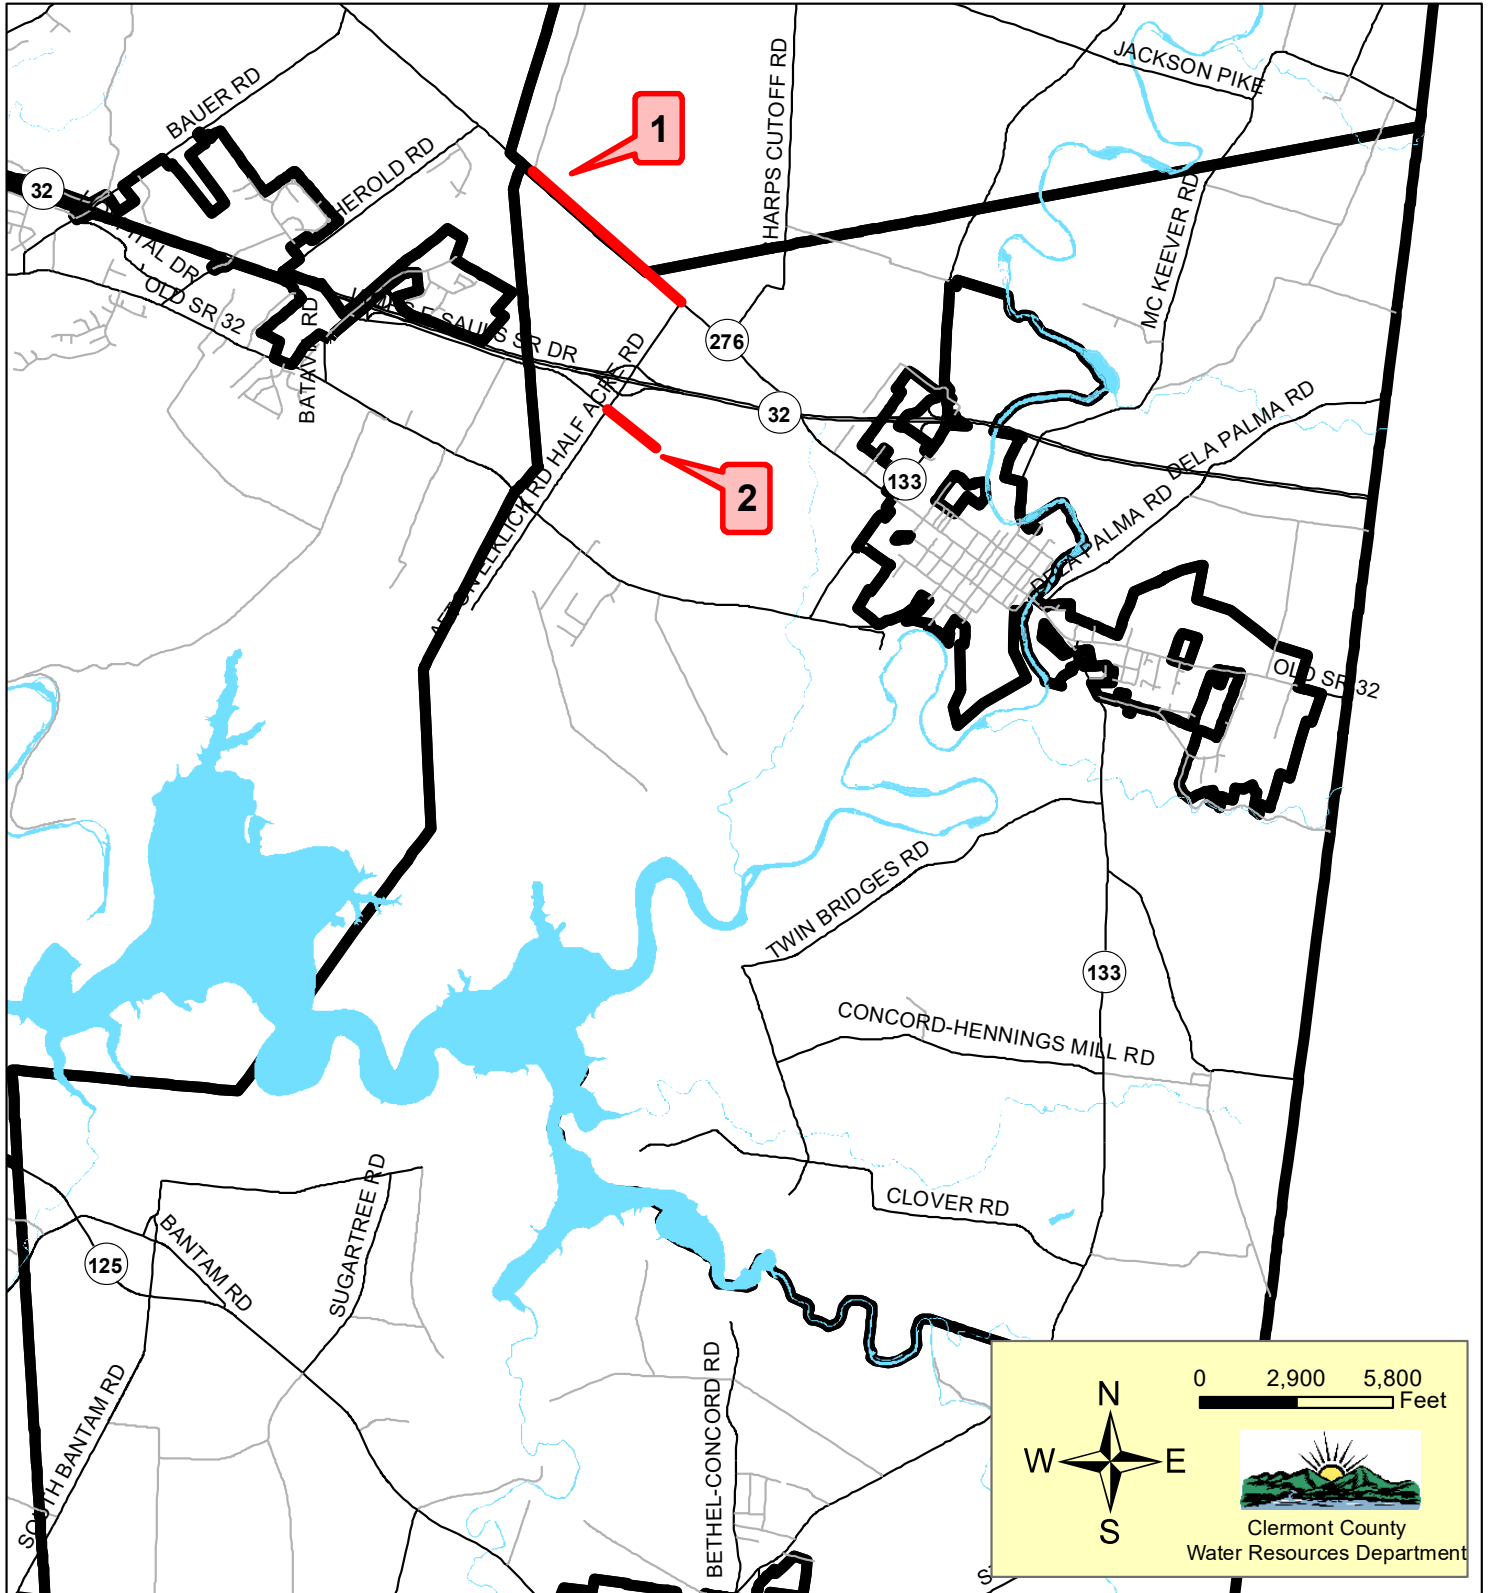 JACKSON PIKE
BAUER RD
1
HEROLD RD
32
MC KEEVER RD
OLD SR 32
276
SR DR
32
DELA PALMA RD
HALF ACRE RD
133
2
DELA PALMA RD
ELKLICK RD
OLD SR 32
TWIN BRIDGES RD
133
CONCORD-HENNINGS MILL RD
SUGARTREE RD
CLOVER RD
BANTAM RD
125
BETHEL-CONCORD RD
SOUTH BANTAM RD
0 2,900 5,800
Feet
N
W E
S
Clermont County
Water Resources Department